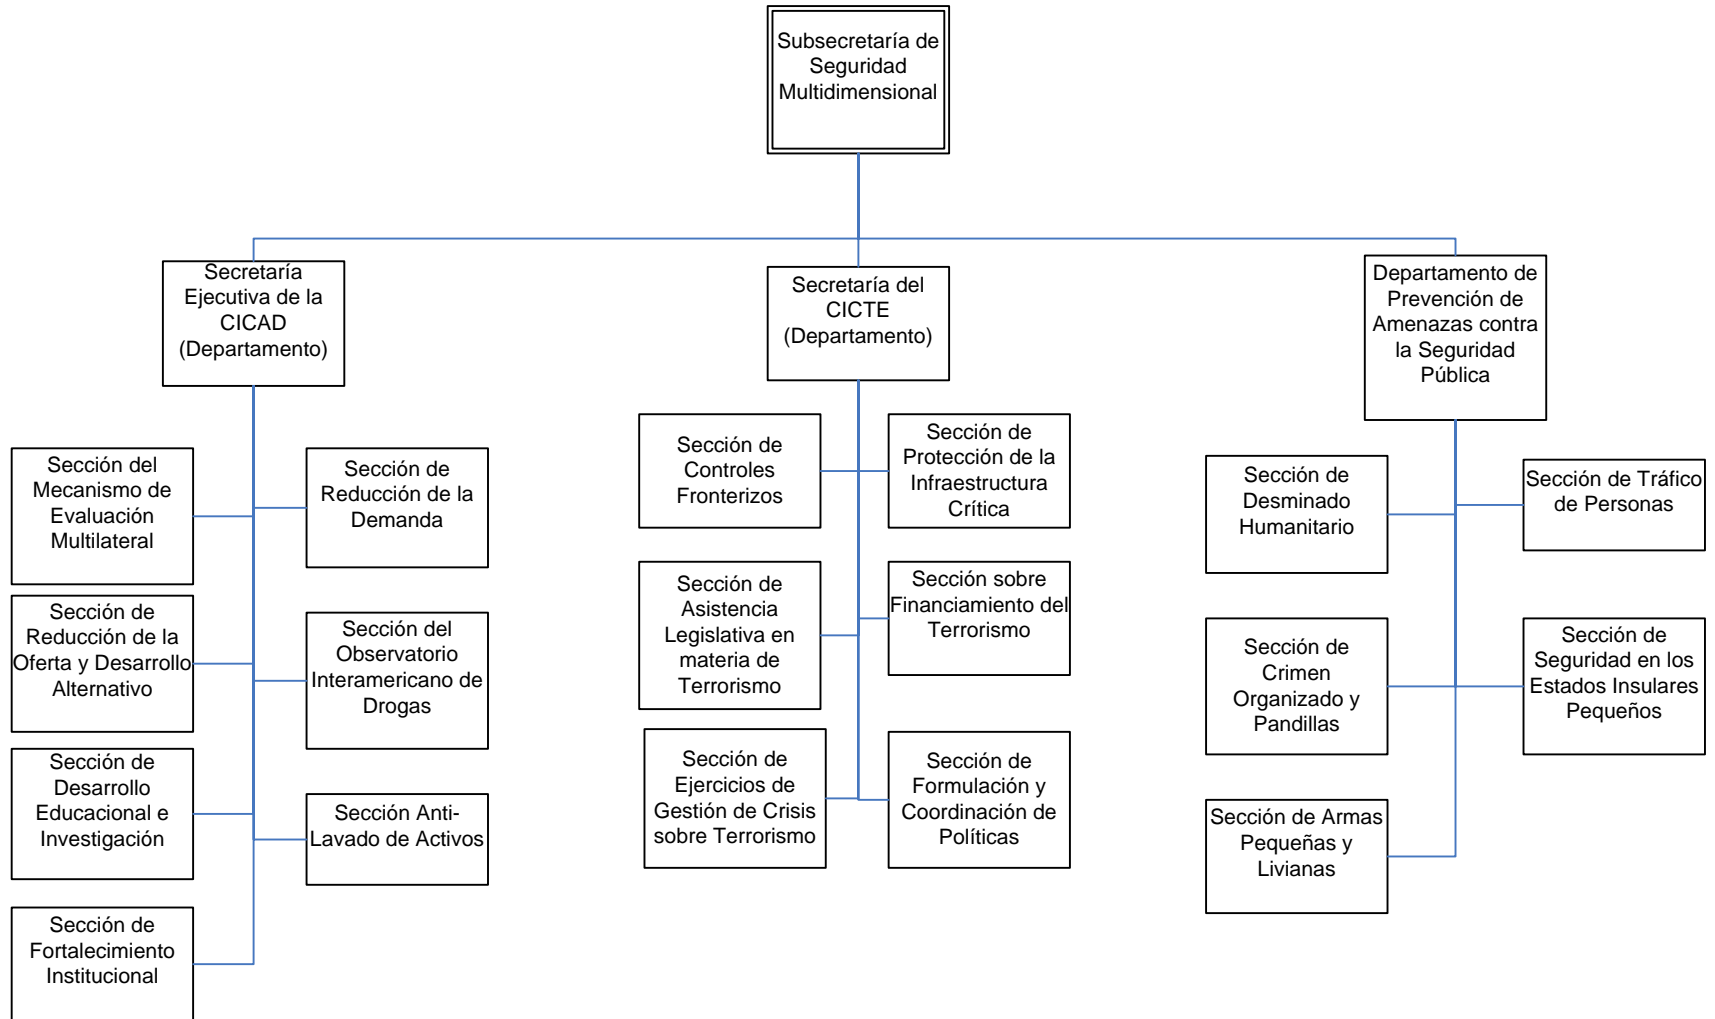 Subsecretaría de
Seguridad
Multidimensional
Secretaría
Ejecutiva de la
CICAD
(Departamento)
Secretaría del
CICTE
(Departamento)
Departamento de
Prevención de
Amenazas contra
la Seguridad
Pública
Sección del
Mecanismo de
Evaluación
Multilateral
Sección de
Reducción de la
Demanda
Sección de
Reducción de la
Oferta y Desarrollo
Alternativo
Sección del
Observatorio
Interamericano de
Drogas
Sección de
Desarrollo
Educacional e
Investigación
Sección Anti-
Lavado de Activos
Sección de
Fortalecimiento
Institucional
Sección de
Controles
Fronterizos
Sección de
Protección de la
Infraestructura
Crítica
Sección de
Asistencia
Legislativa en
materia de
Terrorismo
Sección sobre
Financiamiento del
Terrorismo
Sección de
Ejercicios de
Gestión de Crisis
sobre Terrorismo
Sección de
Formulación y
Coordinación de
Políticas
Sección de
Desminado
Humanitario
Sección de Tráfico
de Personas
Sección de
Crimen
Organizado y
Pandillas
Sección de
Seguridad en los
Estados Insulares
Pequeños
Sección de Armas
Pequeñas y
Livianas